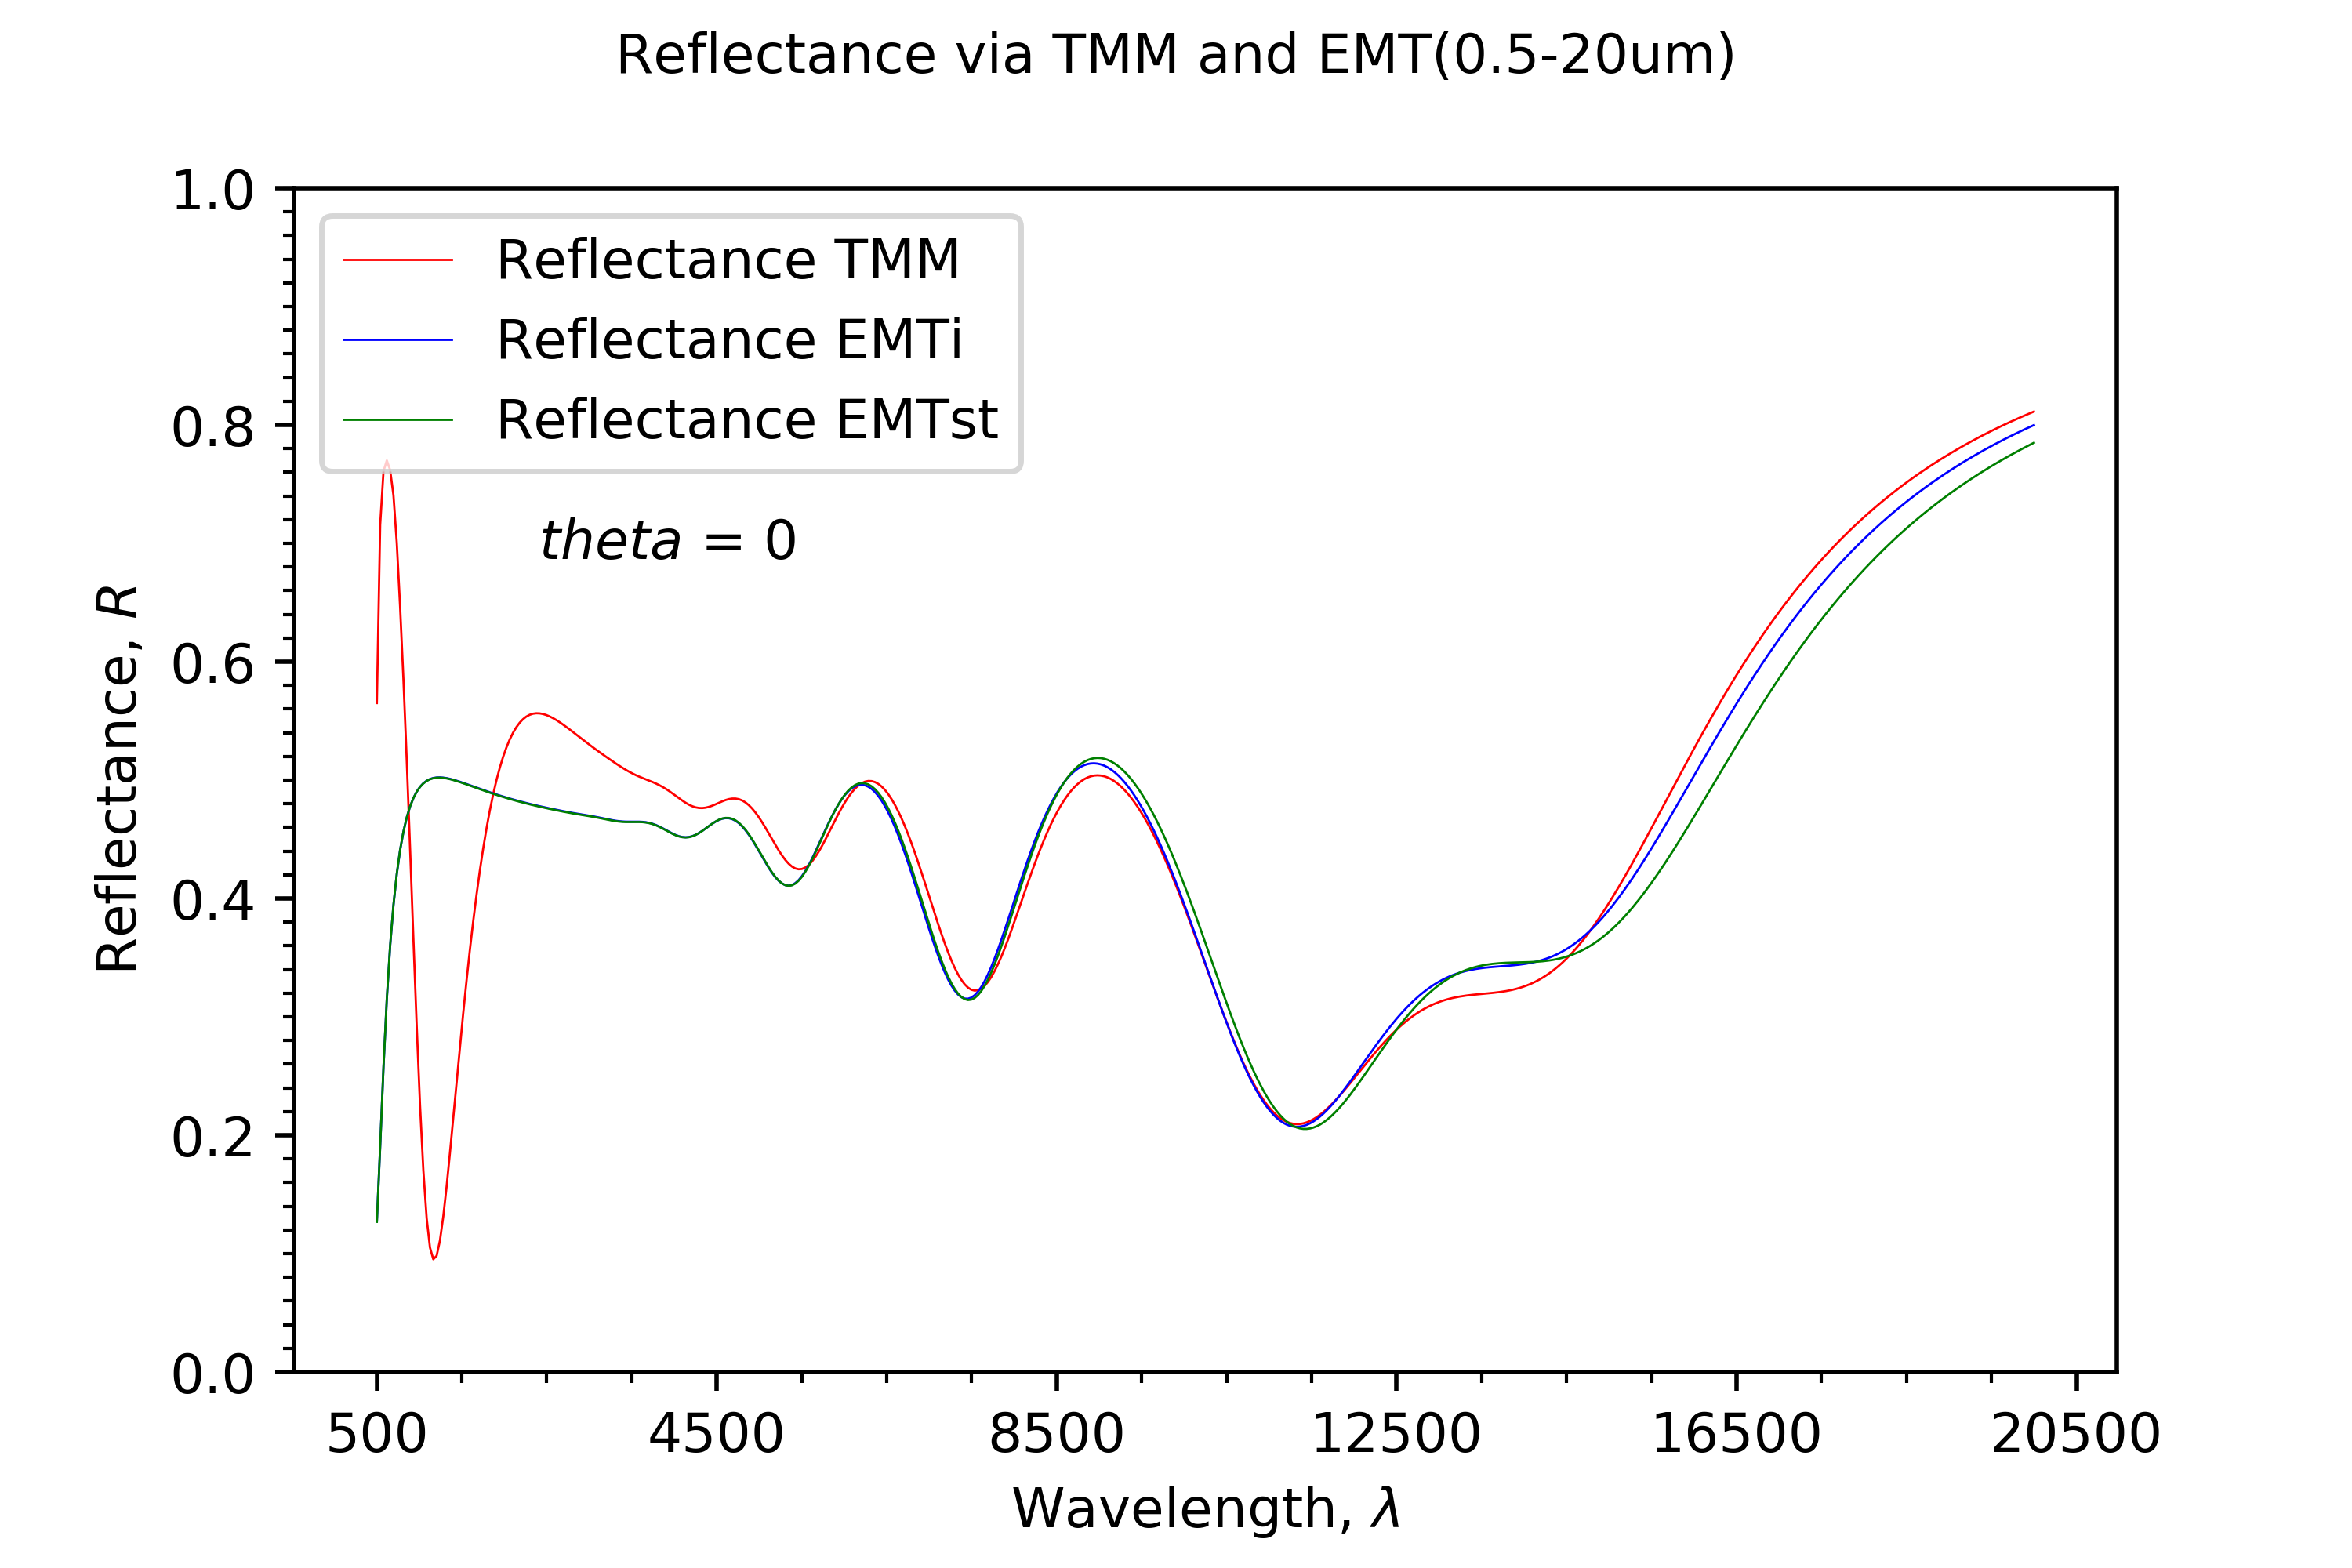 Reflectance via TMM and EMT(0.5-20um)
1.0
0.8
0.6
0.4
0.2
0.0
Reflectance, R
Reflectance TMM
Reflectance EMTi
Reflectance EMTst
theta = 0
500 4500 8500 12500 16500 20500
Wavelength, λ